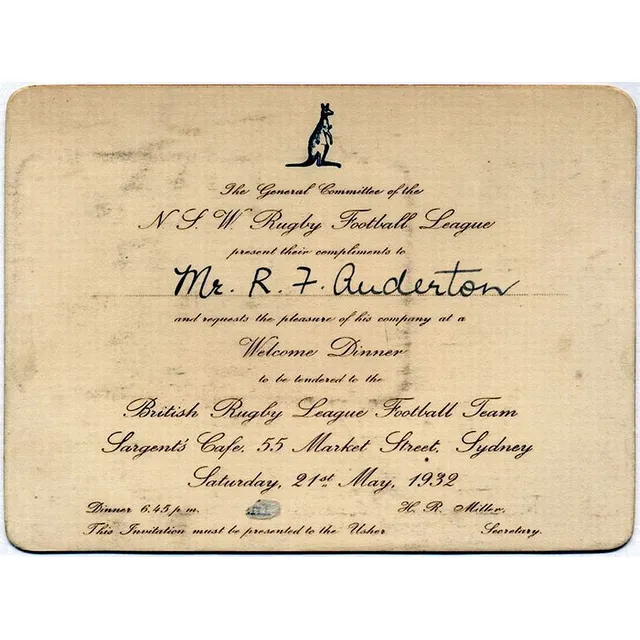 The General Committee of the
N. S. W. Rugby Football League
present their compliments to
Mr. R. F. Anderton
and requests the pleasure of his company at a
Welcome Dinner
to be tendered to the
British Rugby League Football Team
Sargent's Cafe, 55 Market Street, Sydney
Saturday, 21st May, 1932
Dinner 6.45 p.m. H. R. Miller,
This Invitation must be presented to the Usher Secretary.